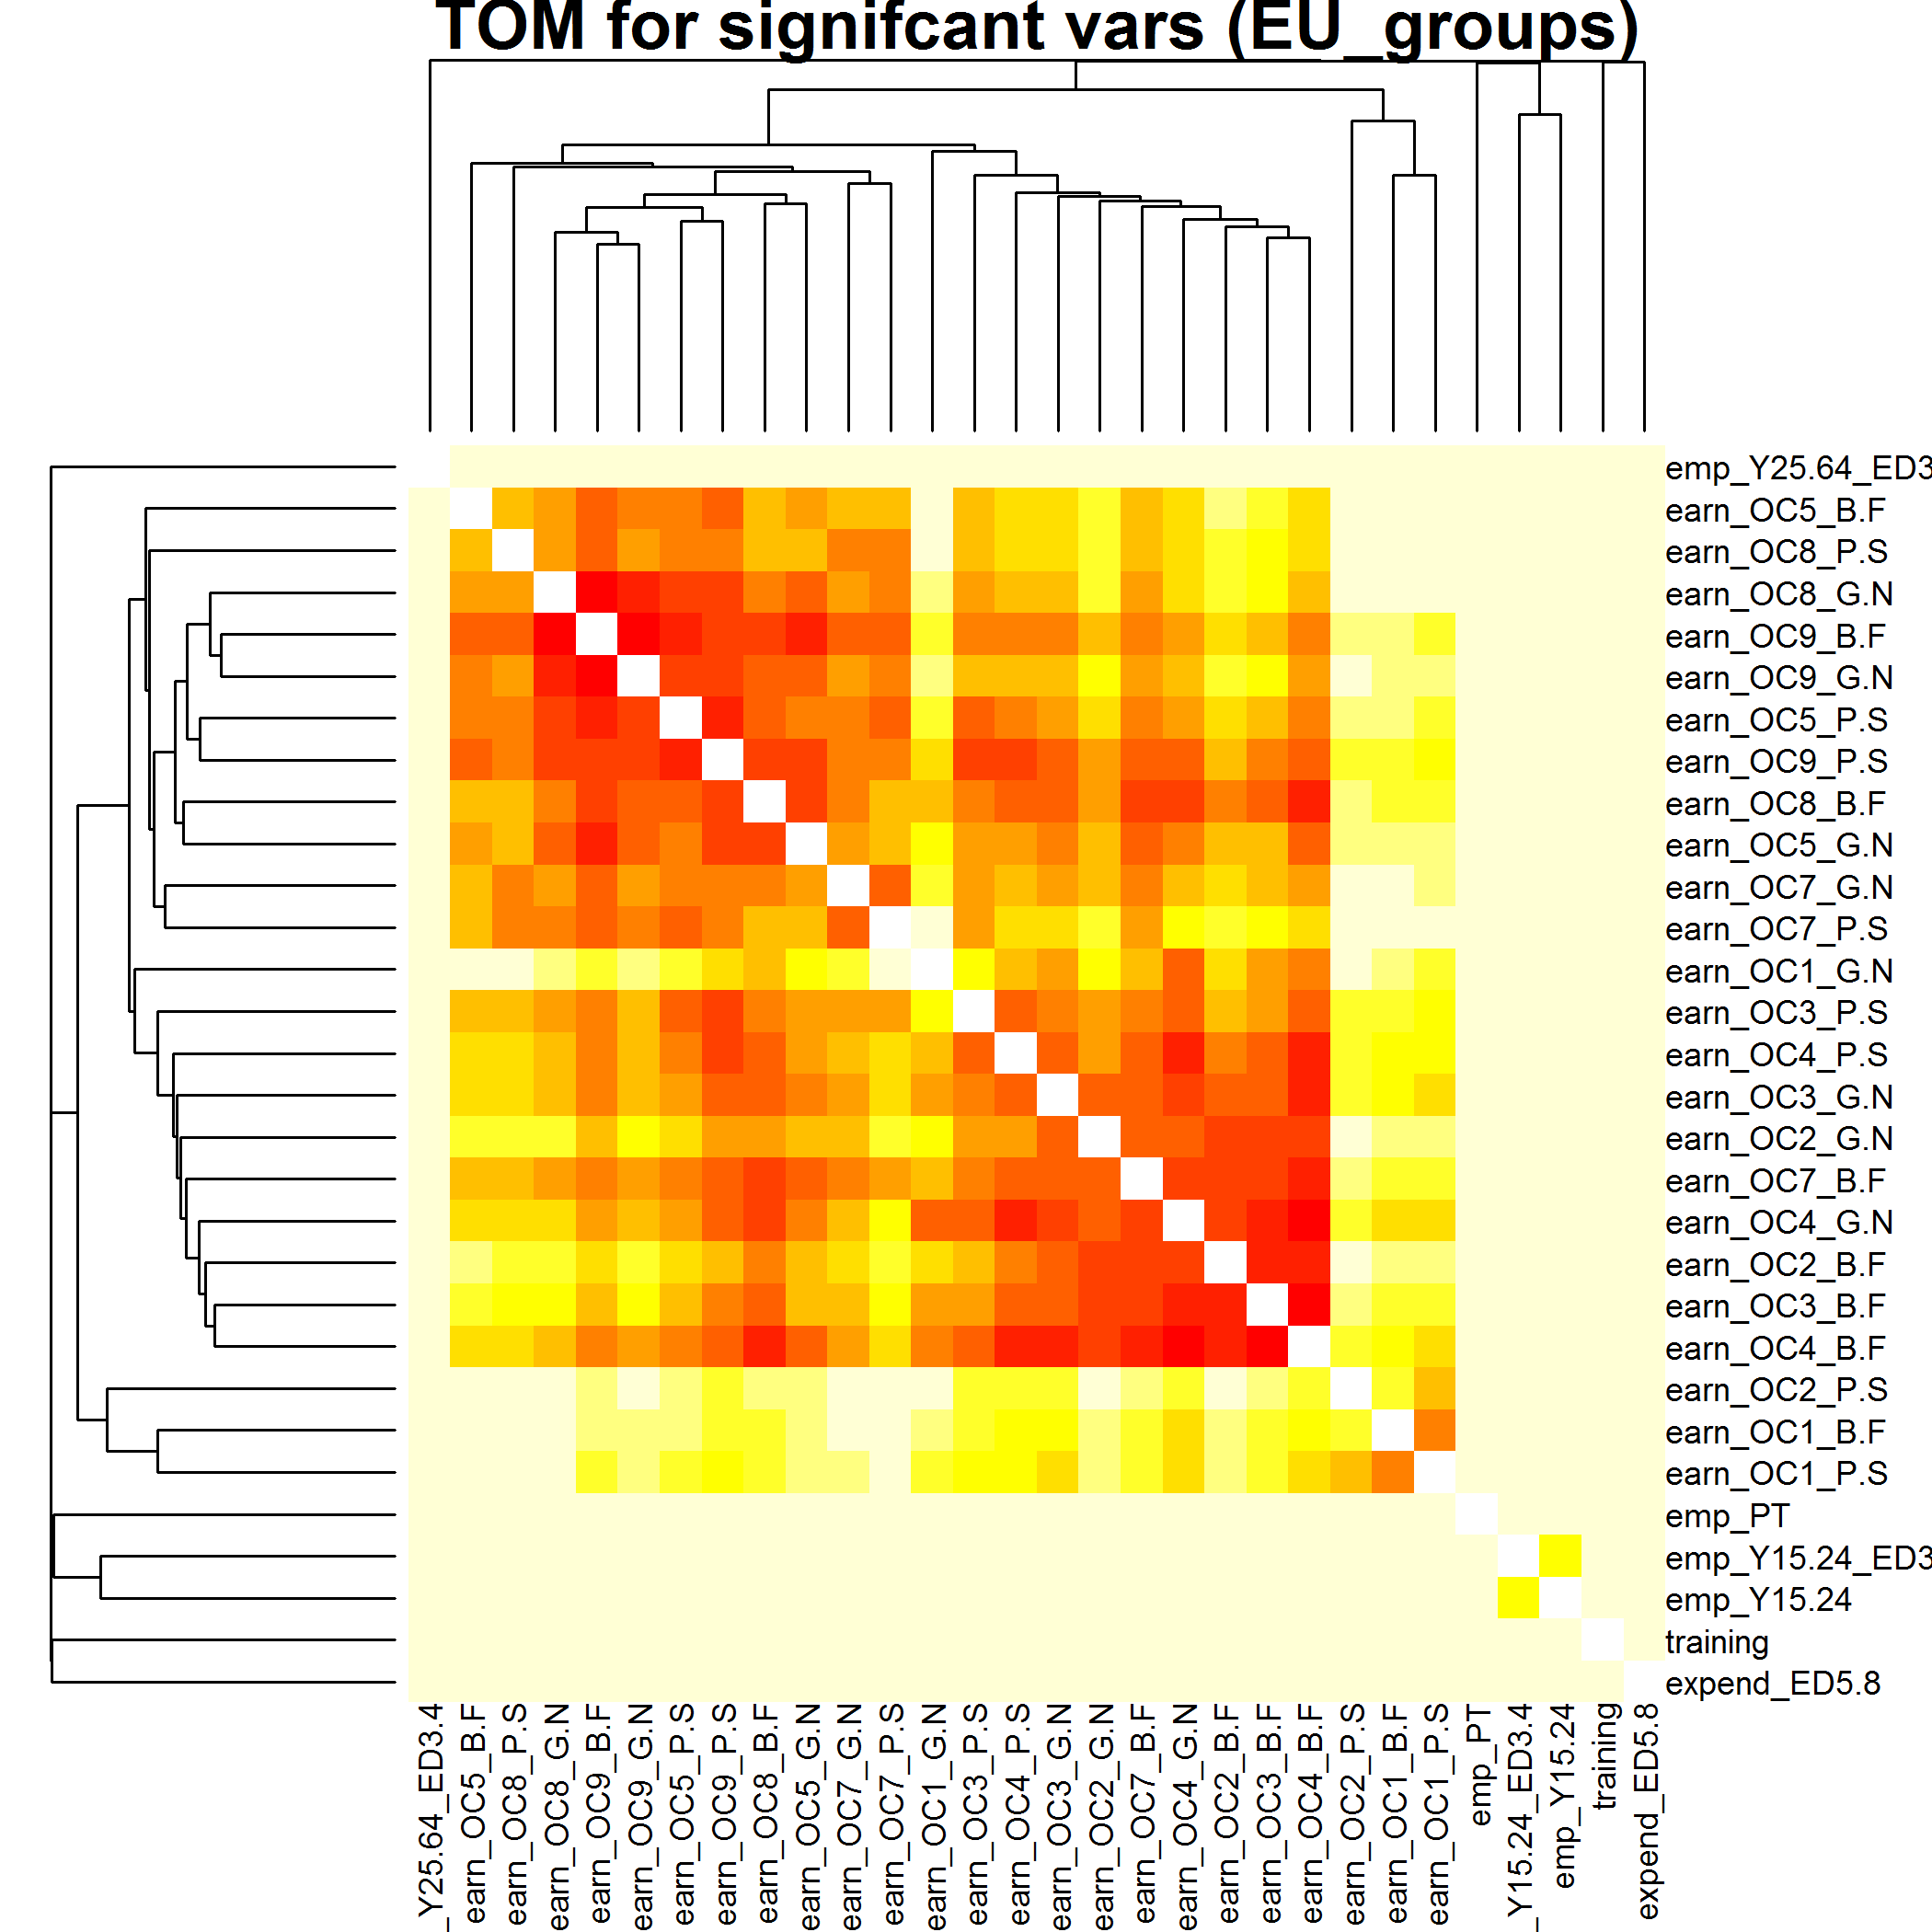 TOM for signifcant vars (EU_groups)
emp_Y25.64_ED3
earn_OC5_B.F
earn_OC8_P.S
earn_OC8_G.N
earn_OC9_B.F
earn_OC9_G.N
earn_OC5_P.S
earn_OC9_P.S
earn_OC8_B.F
earn_OC5_G.N
earn_OC7_G.N
earn_OC7_P.S
earn_OC1_G.N
earn_OC3_P.S
earn_OC4_P.S
earn_OC3_G.N
earn_OC2_G.N
earn_OC7_B.F
earn_OC4_G.N
earn_OC2_B.F
earn_OC3_B.F
earn_OC4_B.F
earn_OC2_P.S
earn_OC1_B.F
earn_OC1_P.S
emp_PT
emp_Y15.24_ED3
emp_Y15.24
training
expend_ED5.8
_Y25.64_ED3.4
earn_OC5_B.F
earn_OC8_P.S
earn_OC8_G.N
earn_OC9_B.F
earn_OC9_G.N
earn_OC5_P.S
earn_OC9_P.S
earn_OC8_B.F
earn_OC5_G.N
earn_OC7_G.N
earn_OC7_P.S
earn_OC1_G.N
earn_OC3_P.S
earn_OC4_P.S
earn_OC3_G.N
earn_OC2_G.N
earn_OC7_B.F
earn_OC4_G.N
earn_OC2_B.F
earn_OC3_B.F
earn_OC4_B.F
earn_OC2_P.S
earn_OC1_B.F
earn_OC1_P.S
emp_PT
_Y15.24_ED3.4
emp_Y15.24
training
expend_ED5.8